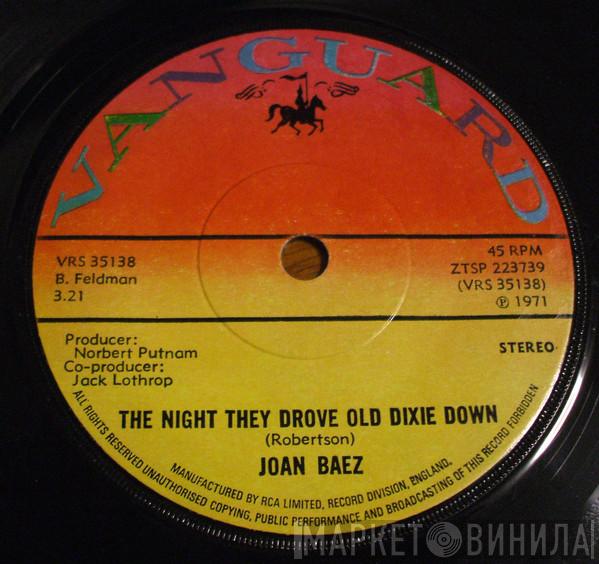 VANGUARD
VRS 35138
B. Feldman
3.21
45 RPM
ZTSP 223739
(VRS 35138)
℗ 1971
Producer:
Norbert Putnam
Co-producer:
Jack Lothrop
STEREO
THE NIGHT THEY DROVE OLD DIXIE DOWN
(Robertson)
JOAN BAEZ
MANUFACTURED BY RCA LIMITED, RECORD DIVISION, ENGLAND.
ALL RIGHTS RESERVED UNAUTHORISED COPYING, PUBLIC PERFORMANCE AND BROADCASTING OF THIS RECORD FORBIDDEN
МАРКЕТ ВИНИЛА